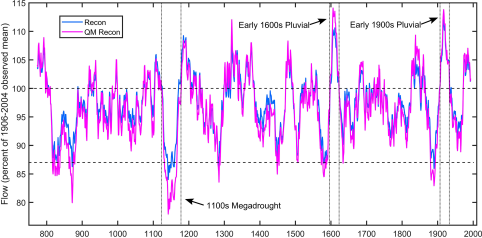 115
110
105
100
95
90
85
80
Flow (percent of 1906-2004 observed mean)
Recon
QM Recon
Early 1600s Pluvial
Early 1900s Pluvial
1100s Megadrought
800 900 1000 1100 1200 1300 1400 1500 1600 1700 1800 1900 2000